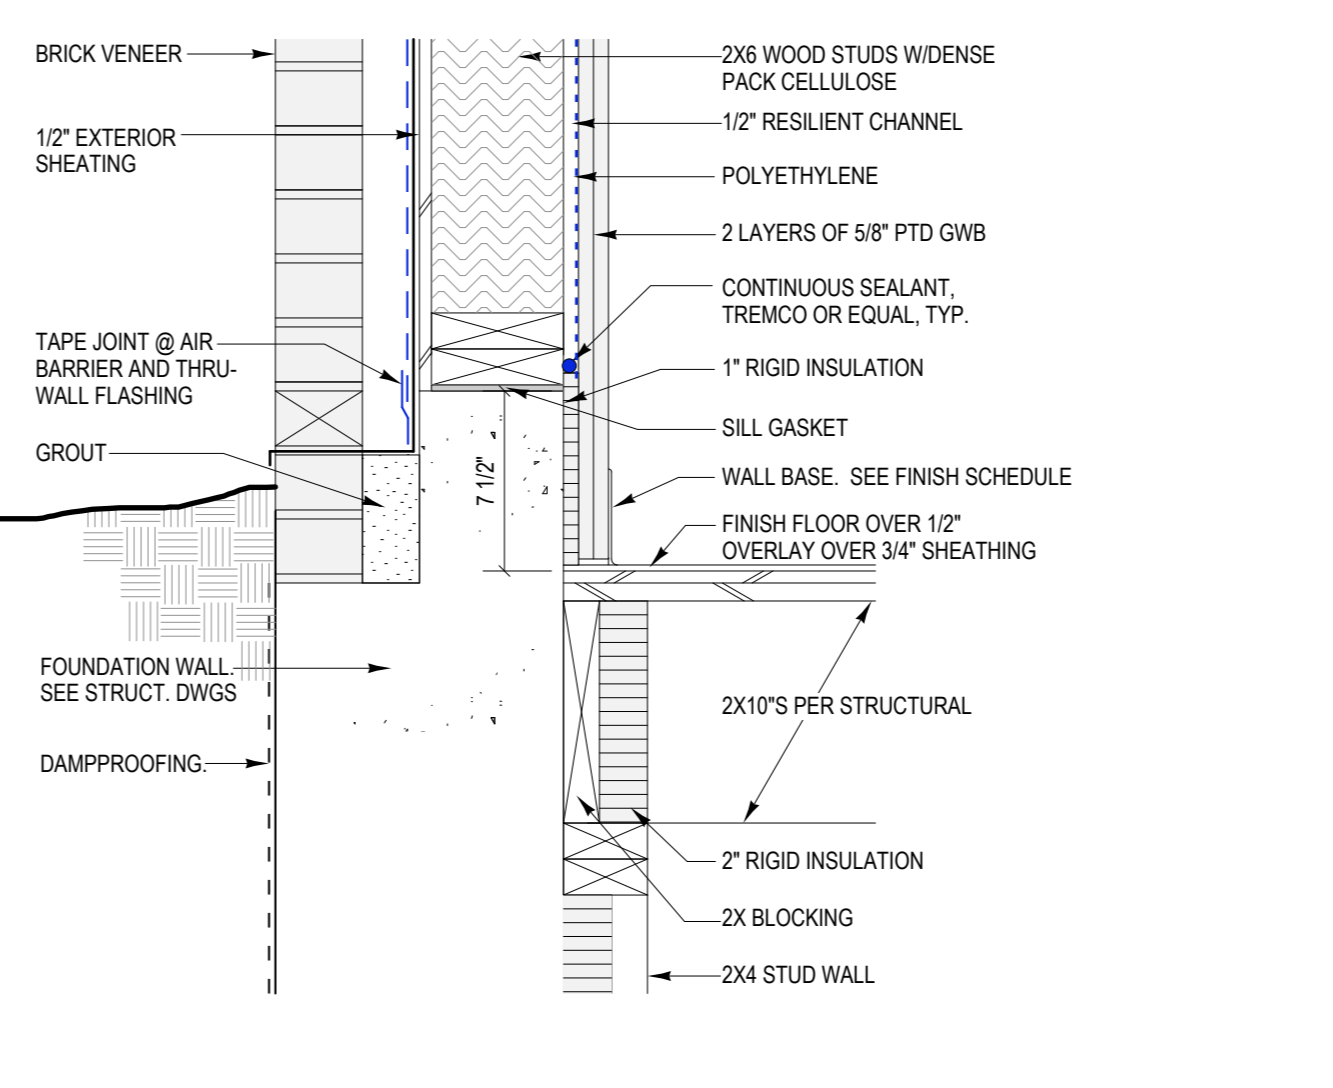 BRICK VENEER
1/2" EXTERIOR
SHEATING
TAPE JOINT @ AIR
BARRIER AND THRU-
WALL FLASHING
GROUT
FOUNDATION WALL.
SEE STRUCT. DWGS
DAMPPROOFING.
7 1/2"
2X6 WOOD STUDS W/DENSE
PACK CELLULOSE
1/2" RESILIENT CHANNEL
POLYETHYLENE
2 LAYERS OF 5/8" PTD GWB
CONTINUOUS SEALANT,
TREMCO OR EQUAL, TYP.
1" RIGID INSULATION
SILL GASKET
WALL BASE. SEE FINISH SCHEDULE
FINISH FLOOR OVER 1/2"
OVERLAY OVER 3/4" SHEATHING
2X10"S PER STRUCTURAL
2" RIGID INSULATION
2X BLOCKING
2X4 STUD WALL